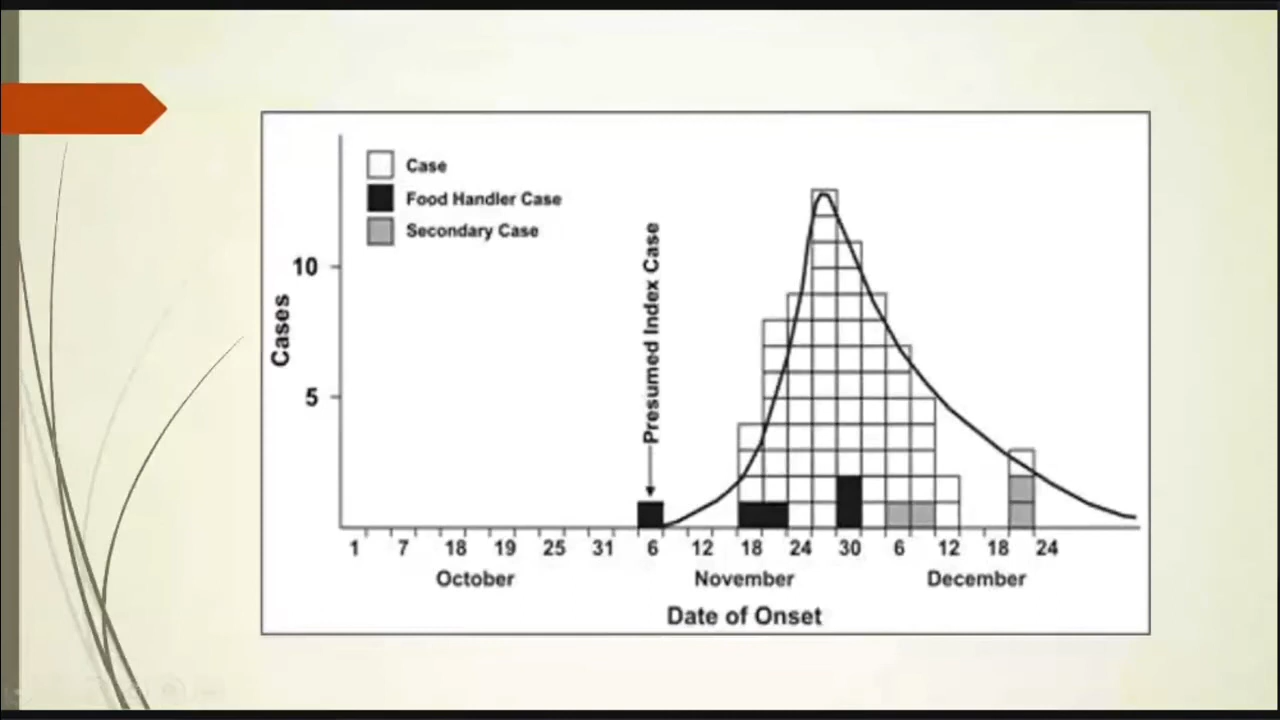 Case
Food Handler Case
Secondary Case
Presumed Index Case
Cases
10
5
1 7 18 19 25 31 6 12 18 24 30 6 12 18 24
October November December
Date of Onset